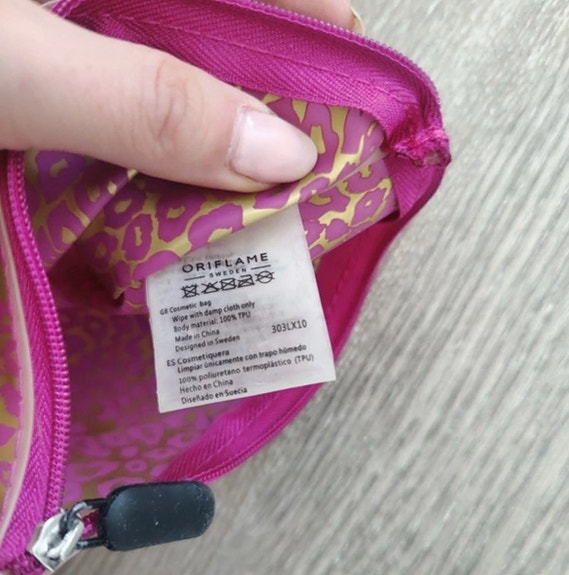 ORIFLAME
SWEDEN
GB Cosmetic bag
Wipe with damp cloth only
Body material: 100% TPU
Made in China
303LX10
Designed in Sweden
ES Cosmetiquera
Limpiar únicamente con trapo húmedo
100% poliuretano termoplástico (TPU)
Hecho en China
Diseñado en Suecia